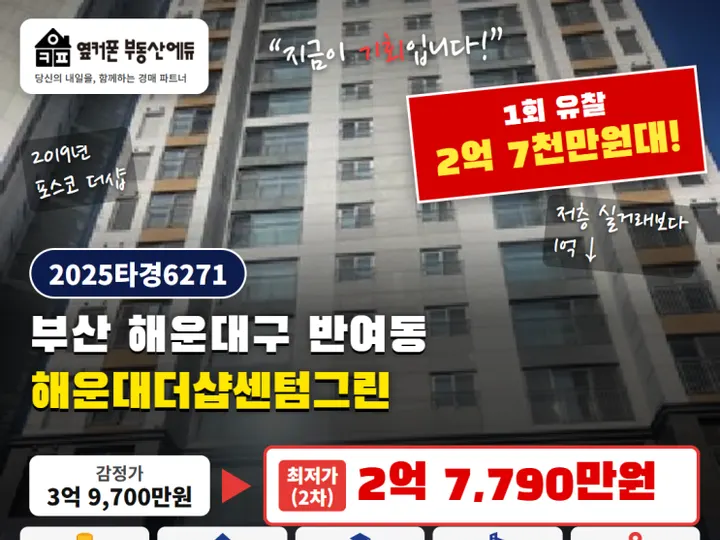 옆커폰 부동산에듀
당신의 내일을, 함께하는 경매 파트너
“지금이 기회입니다!”
1회 유찰
2억 7천만원대!
2019년
포스코 더샵
저층 실거래보다
1억 ↓
2025타경6271
부산 해운대구 반여동
해운대더샵센텀그린
감정가
3억 9,700만원
최저가
(2차)
2억 7,790만원